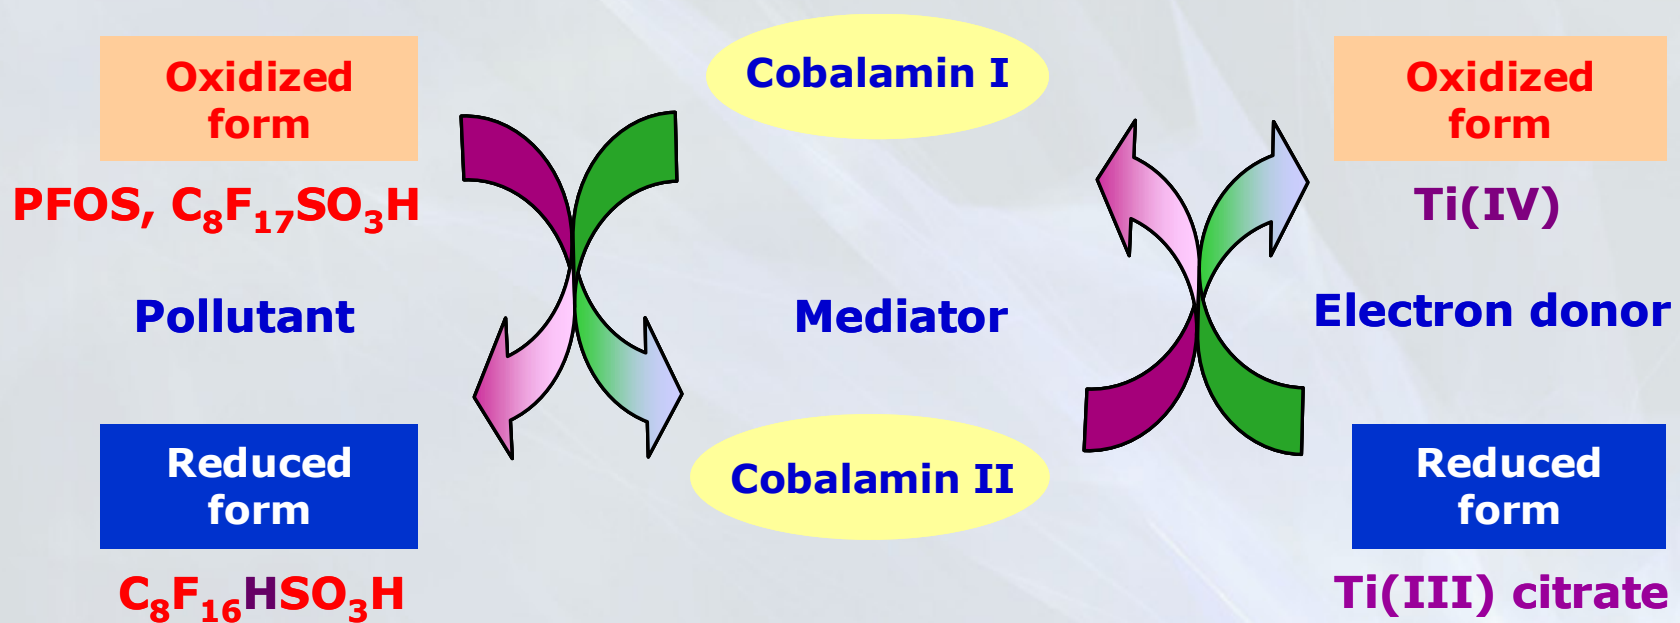 Oxidized
form
PFOS, C₈F₁₇SO₃H
Pollutant
Reduced
form
C₈F₁₆HSO₃H
Cobalamin I
Mediator
Cobalamin II
Oxidized
form
Ti(IV)
Electron donor
Reduced
form
Ti(III) citrate